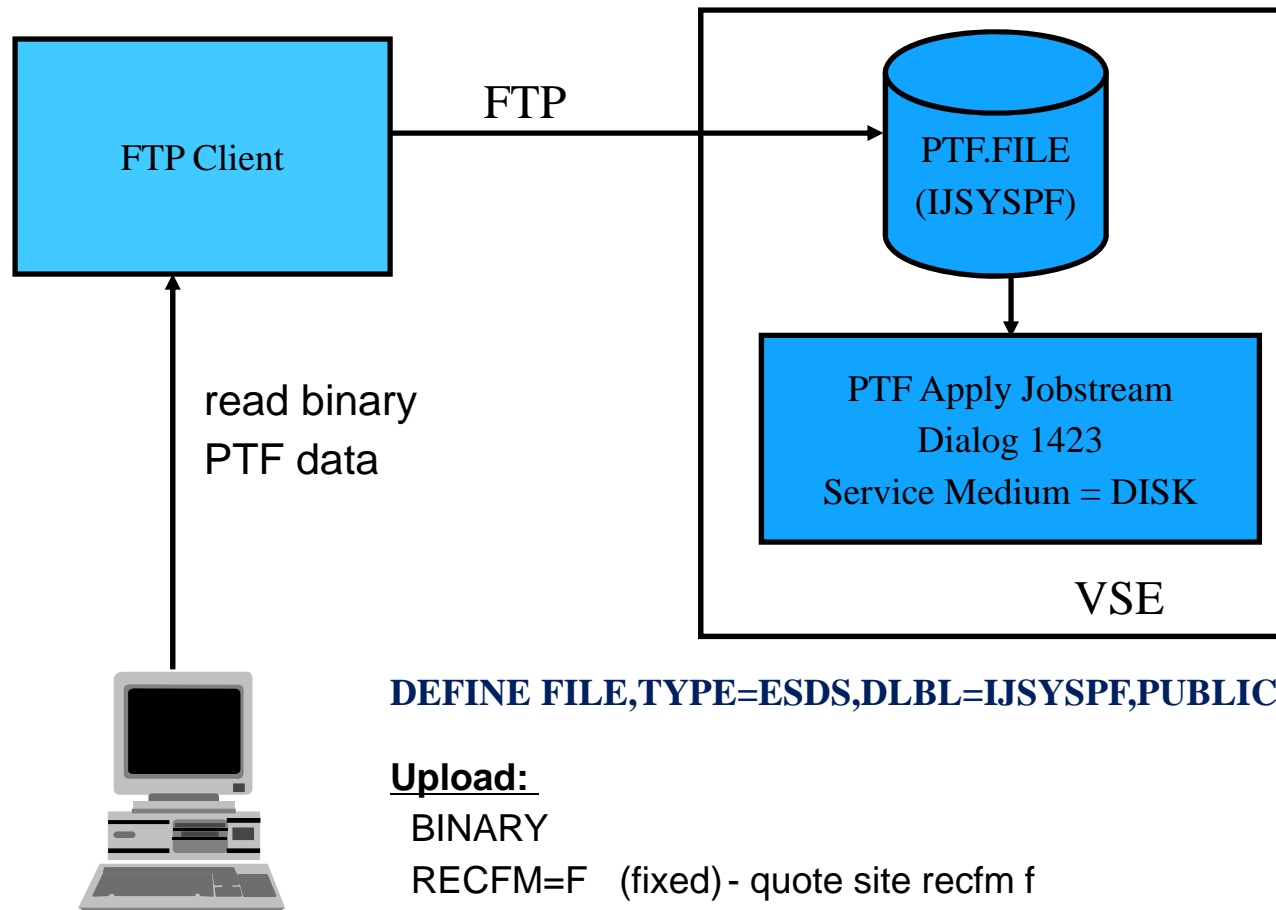 FTP Client
FTP
PTF.FILE
(IJSYSPF)
read binary
PTF data
PTF Apply Jobstream
Dialog 1423
Service Medium = DISK
VSE
DEFINE FILE,TYPE=ESDS,DLBL=IJSYSPF,PUBLIC
Upload:
BINARY
RECFM=F (fixed) - quote site recfm f